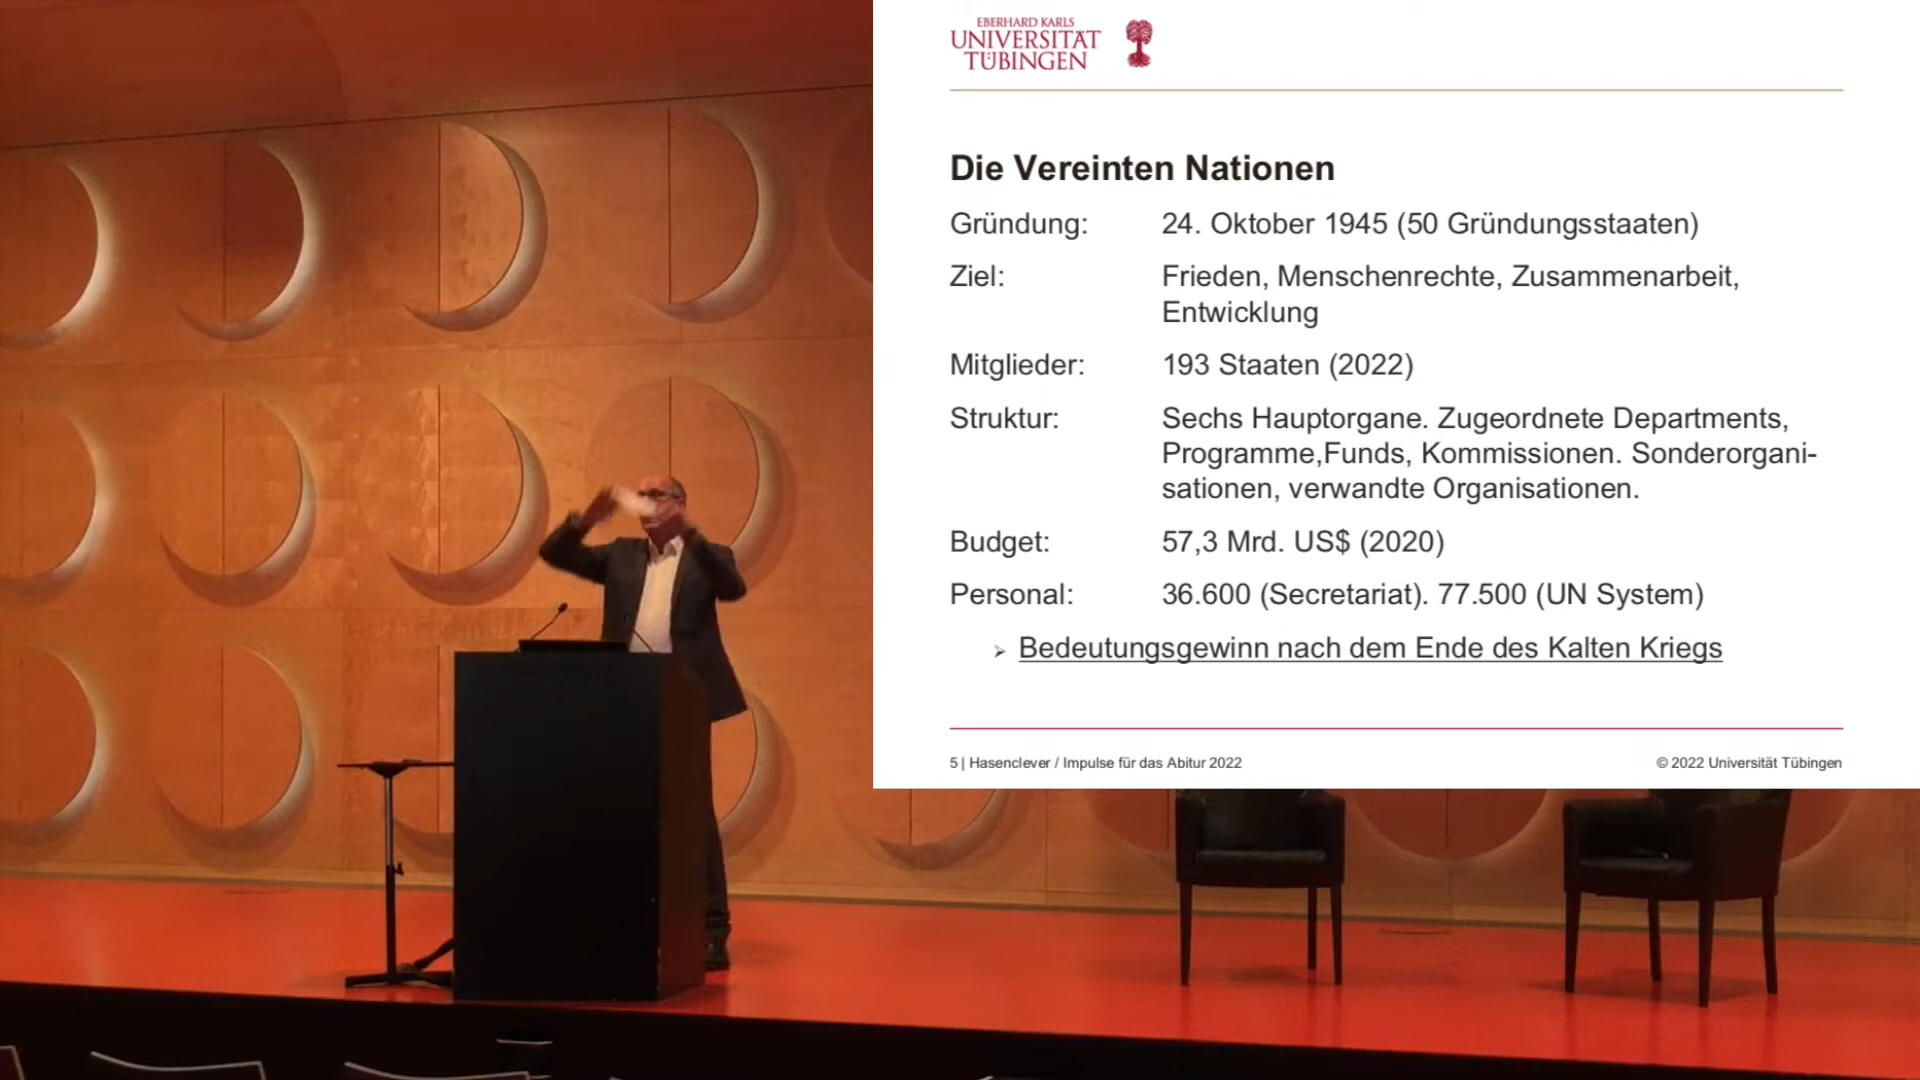 EBERHARD KARLS
UNIVERSITÄT
TÜBINGEN
Die Vereinten Nationen
Gründung: 24. Oktober 1945 (50 Gründungsstaaten)
Ziel: Frieden, Menschenrechte, Zusammenarbeit,
Entwicklung
Mitglieder: 193 Staaten (2022)
Struktur: Sechs Hauptorgane. Zugeordnete Departments,
Programme,Funds, Kommissionen. Sonderorgani-
sationen, verwandte Organisationen.
Budget: 57,3 Mrd. US$ (2020)
Personal: 36.600 (Secretariat). 77.500 (UN System)
➢ Bedeutungsgewinn nach dem Ende des Kalten Kriegs
5 | Hasenclever / Impulse für das Abitur 2022 © 2022 Universität Tübingen